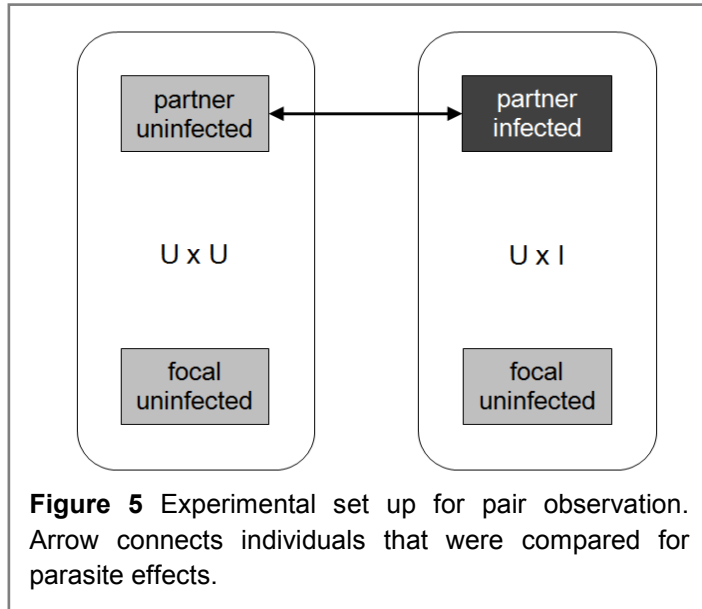 partner
uninfected
partner
infected
U x U
U x I
focal
uninfected
focal
uninfected
Figure 5 Experimental set up for pair observation.
Arrow connects individuals that were compared for
parasite effects.